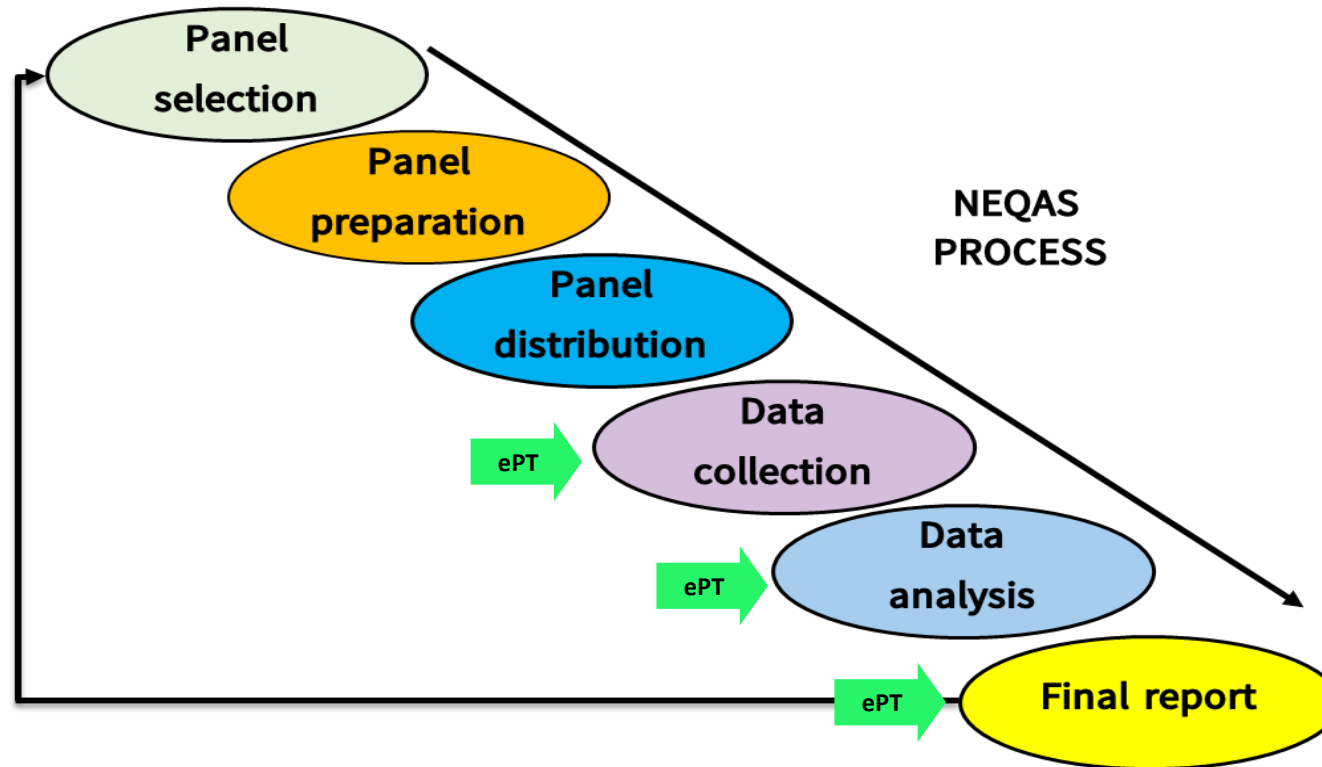 Panel
selection
Panel
preparation
NEQAS
PROCESS
Panel
distribution
Data
collection
ePT
Data
analysis
ePT
Final report
ePT